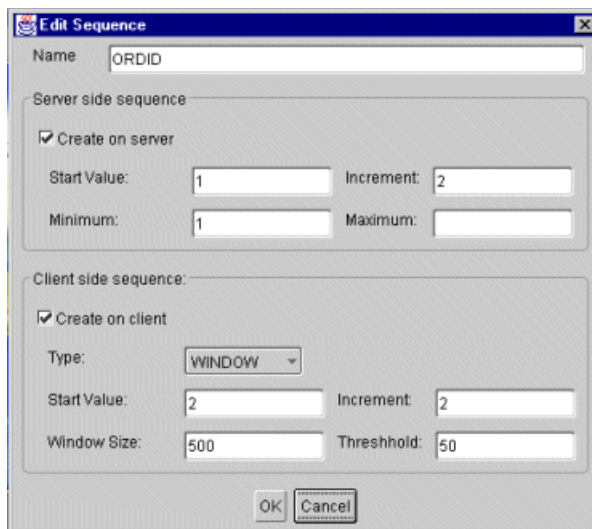 Edit Sequence
Name ORDID
Server side sequence
Create on server
Start Value: 1 Increment: 2
Minimum: 1 Maximum:
Client side sequence:
Create on client
Type: WINDOW
Start Value: 2 Increment: 2
Window Size: 500 Threshhold: 50
OK Cancel